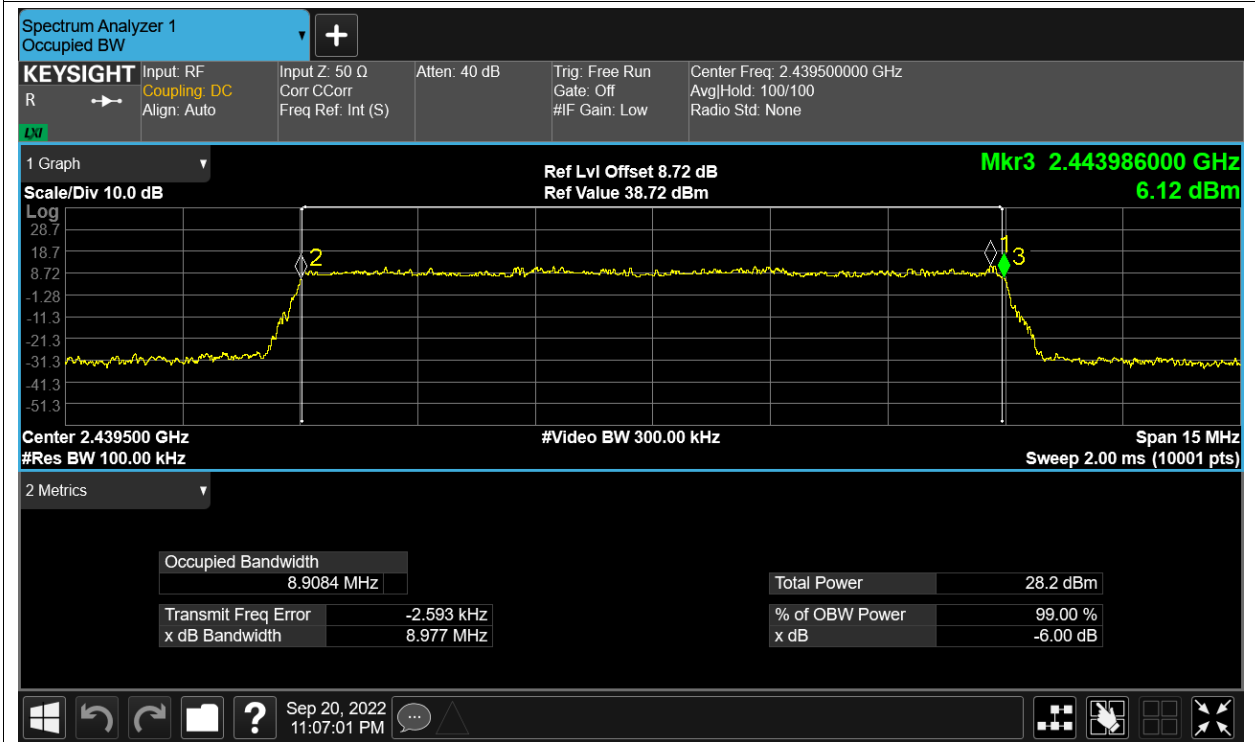 Spectrum Analyzer 1
Occupied BW
KEYSIGHT
R
LXI
Input: RF
Coupling: DC
Align: Auto
Input Z: 50 Ω
Corr CCorr
Freq Ref: Int (S)
Atten: 40 dB
Trig: Free Run
Gate: Off
#IF Gain: Low
Center Freq: 2.439500000 GHz
Avg|Hold: 100/100
Radio Std: None
1 Graph
Scale/Div 10.0 dB
Ref Lvl Offset 8.72 dB
Ref Value 38.72 dBm
Mkr3 2.443986000 GHz
6.12 dBm
Log
28.7
18.7
8.72
-1.28
-11.3
-21.3
-31.3
-41.3
-51.3
2
1
3
Center 2.439500 GHz
#Video BW 300.00 kHz
Span 15 MHz
#Res BW 100.00 kHz
Sweep 2.00 ms (10001 pts)
2 Metrics
Occupied Bandwidth
8.9084 MHz
Transmit Freq Error -2.593 kHz
x dB Bandwidth 8.977 MHz
Total Power 28.2 dBm
% of OBW Power 99.00 %
x dB -6.00 dB
?
Sep 20, 2022
11:07:01 PM